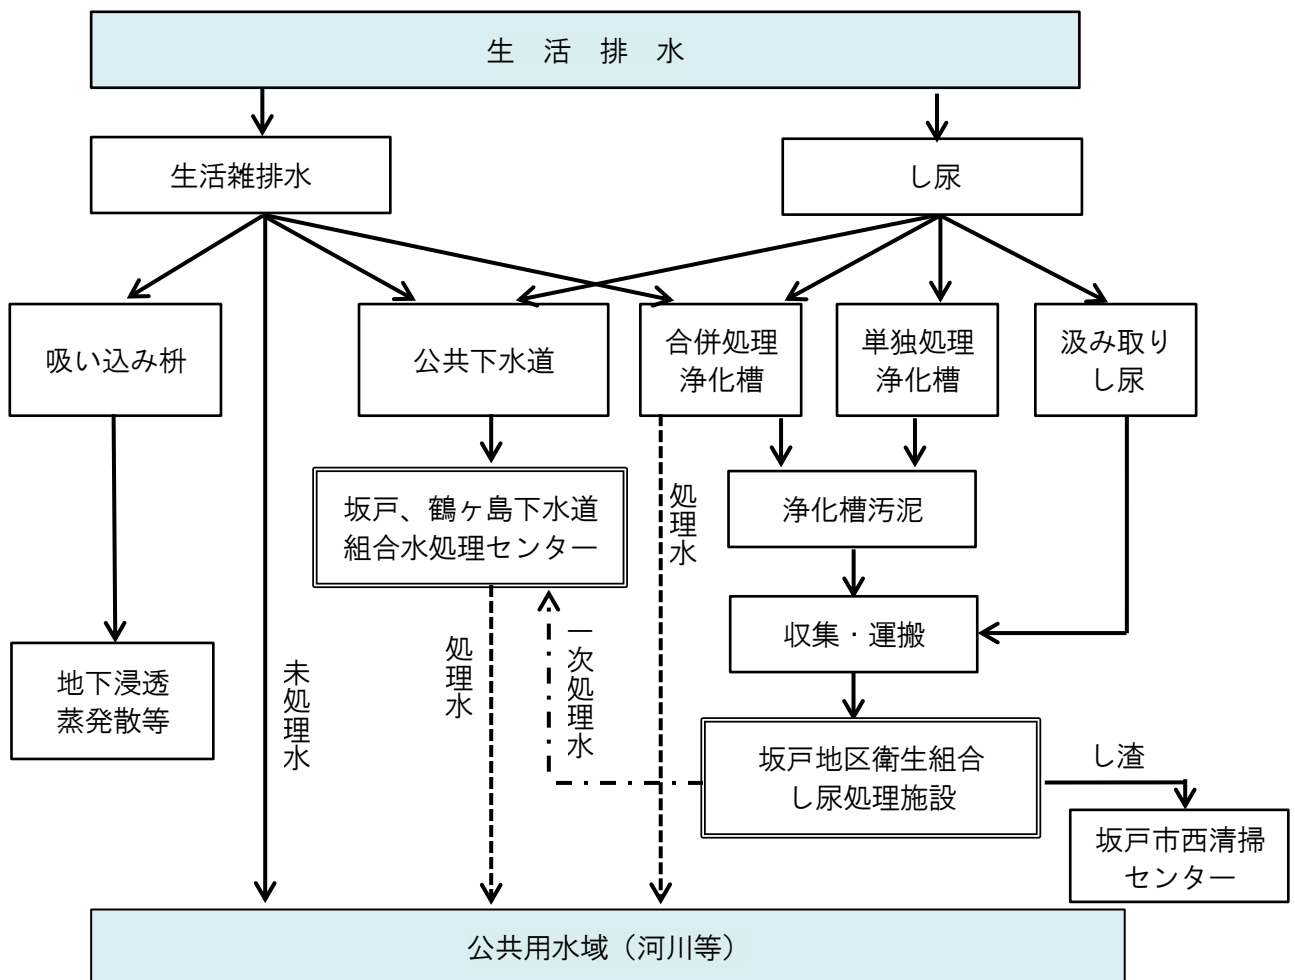 生　活　排　水
生活雑排水
し尿
吸い込み枡
公共下水道
合併処理
浄化槽
単独処理
浄化槽
汲み取り
し尿
坂戸、鶴ヶ島下水道
組合水処理センター
処理水
浄化槽汚泥
収集・運搬
地下浸透
蒸発散等
未処理水
処理水
一次処理水
坂戸地区衛生組合
し尿処理施設
し渣
坂戸市西清掃
センター
公共用水域（河川等）